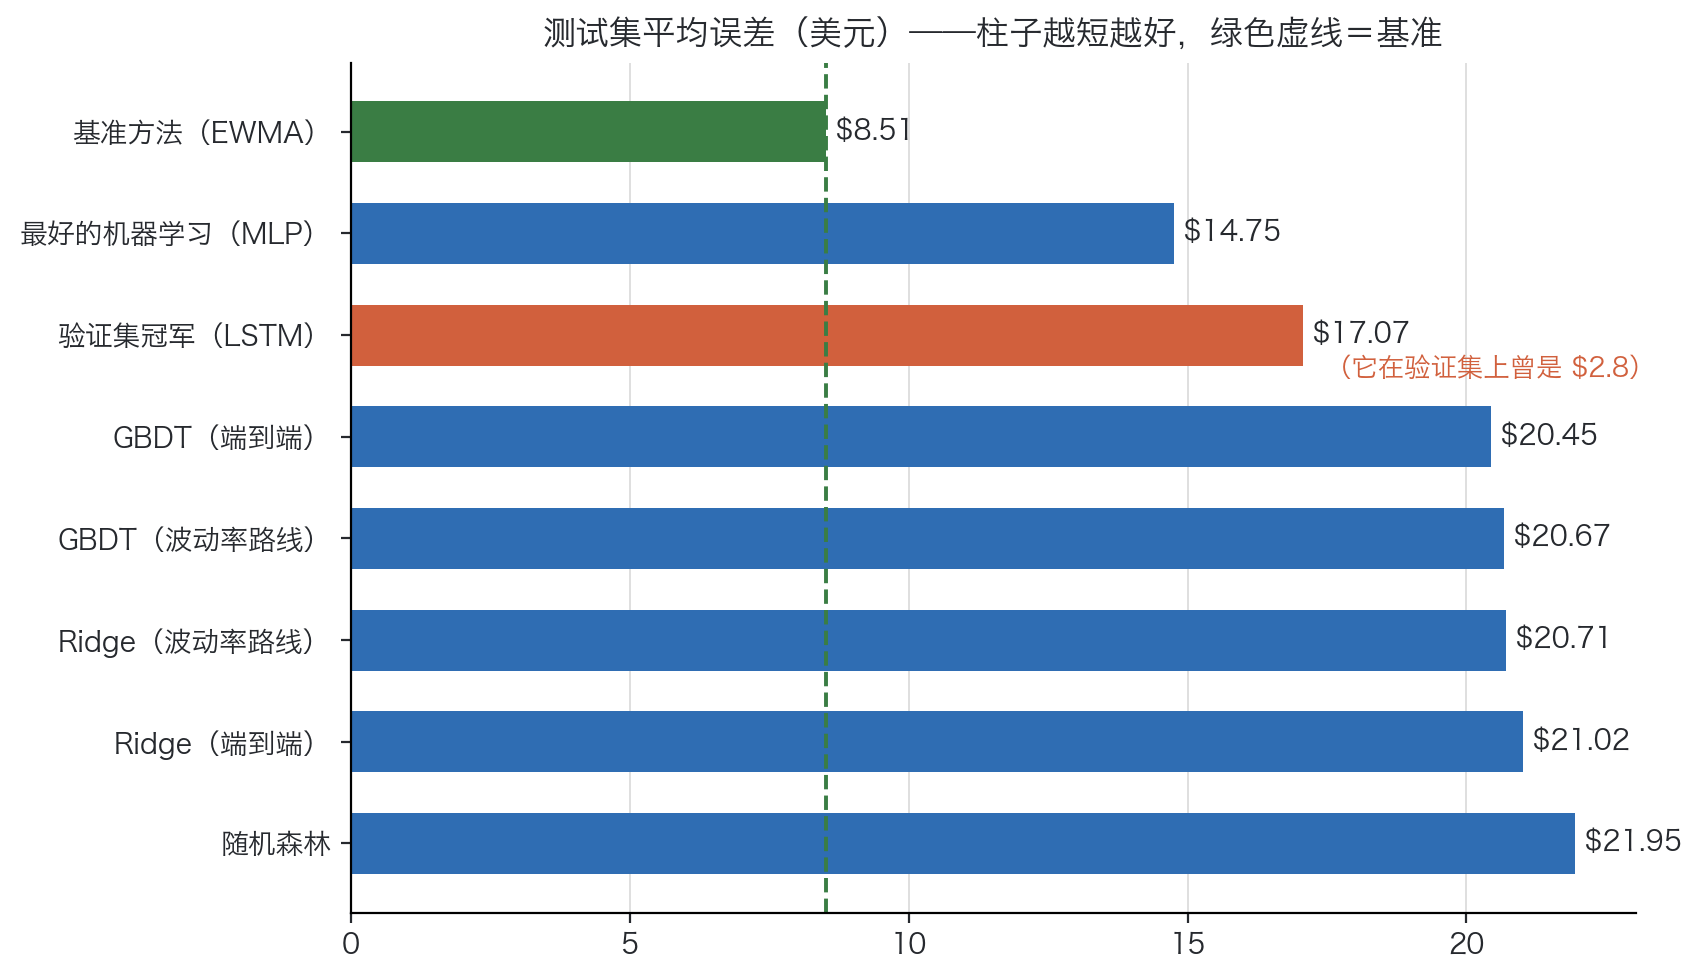 测试集平均误差（美元）——柱子越短越好，绿色虚线＝基准
基准方法（EWMA） $8.51
最好的机器学习（MLP） $14.75
验证集冠军（LSTM） $17.07
（它在验证集上曾是 $2.8）
GBDT（端到端） $20.45
GBDT（波动率路线） $20.67
Ridge（波动率路线） $20.71
Ridge（端到端） $21.02
随机森林 $21.95
0 5 10 15 20